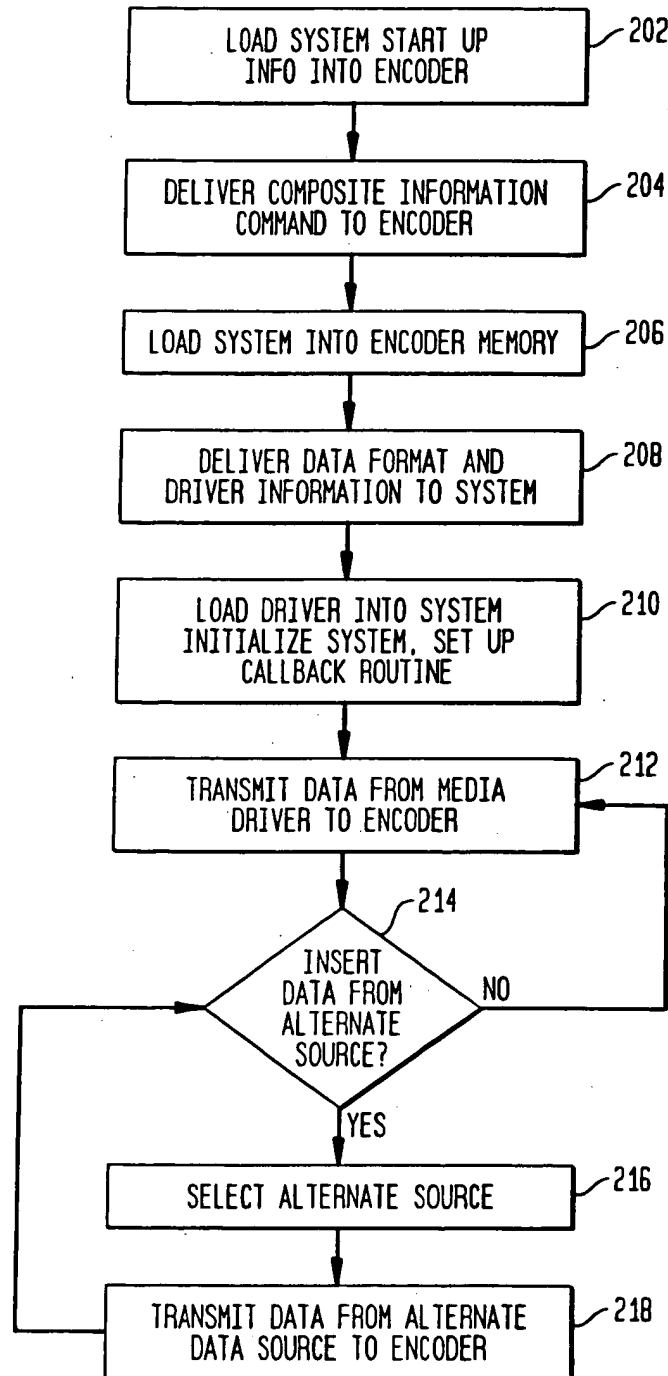 LOAD SYSTEM START UP
INFO INTO ENCODER
202
DELIVER COMPOSITE INFORMATION
COMMAND TO ENCODER
204
LOAD SYSTEM INTO ENCODER MEMORY
206
DELIVER DATA FORMAT AND
DRIVER INFORMATION TO SYSTEM
208
LOAD DRIVER INTO SYSTEM
INITIALIZE SYSTEM, SET UP
CALLBACK ROUTINE
210
TRANSMIT DATA FROM MEDIA
DRIVER TO ENCODER
212
214
INSERT
DATA FROM
ALTERNATE
SOURCE?
NO
YES
SELECT ALTERNATE SOURCE
216
TRANSMIT DATA FROM ALTERNATE
DATA SOURCE TO ENCODER
218